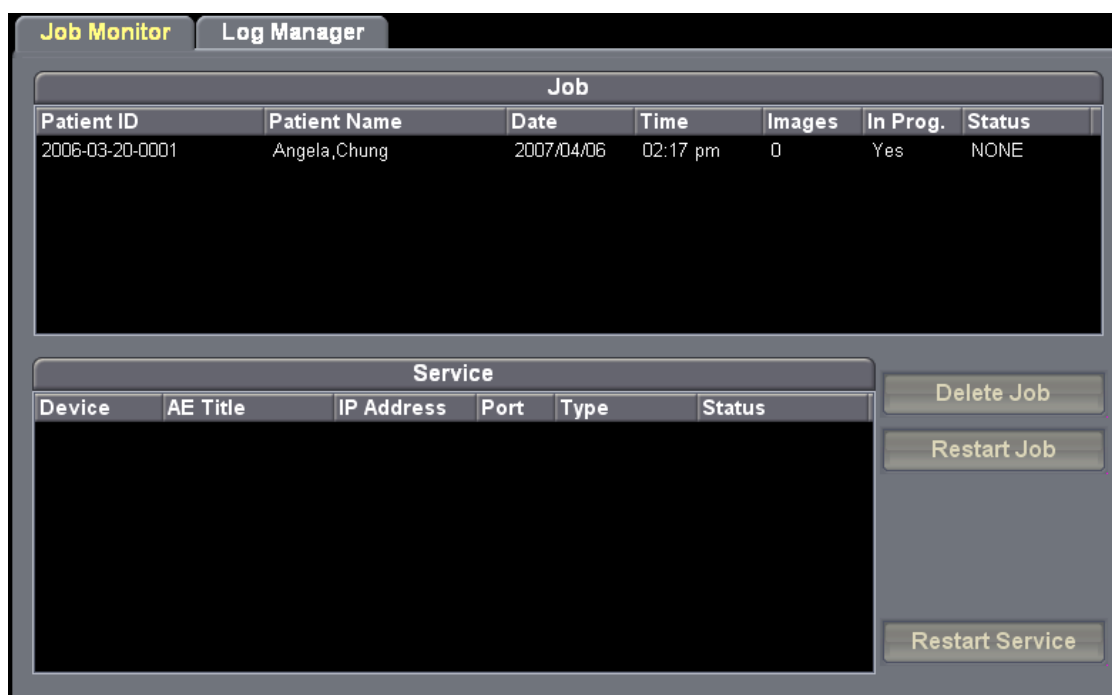 Job Monitor Log Manager
Job
Patient ID Patient Name Date Time Images In Prog. Status
2006-03-20-0001 Angela,Chung 2007/04/06 02:17 pm 0 Yes NONE
Service
Device AE Title IP Address Port Type Status
Delete Job
Restart Job
Restart Service